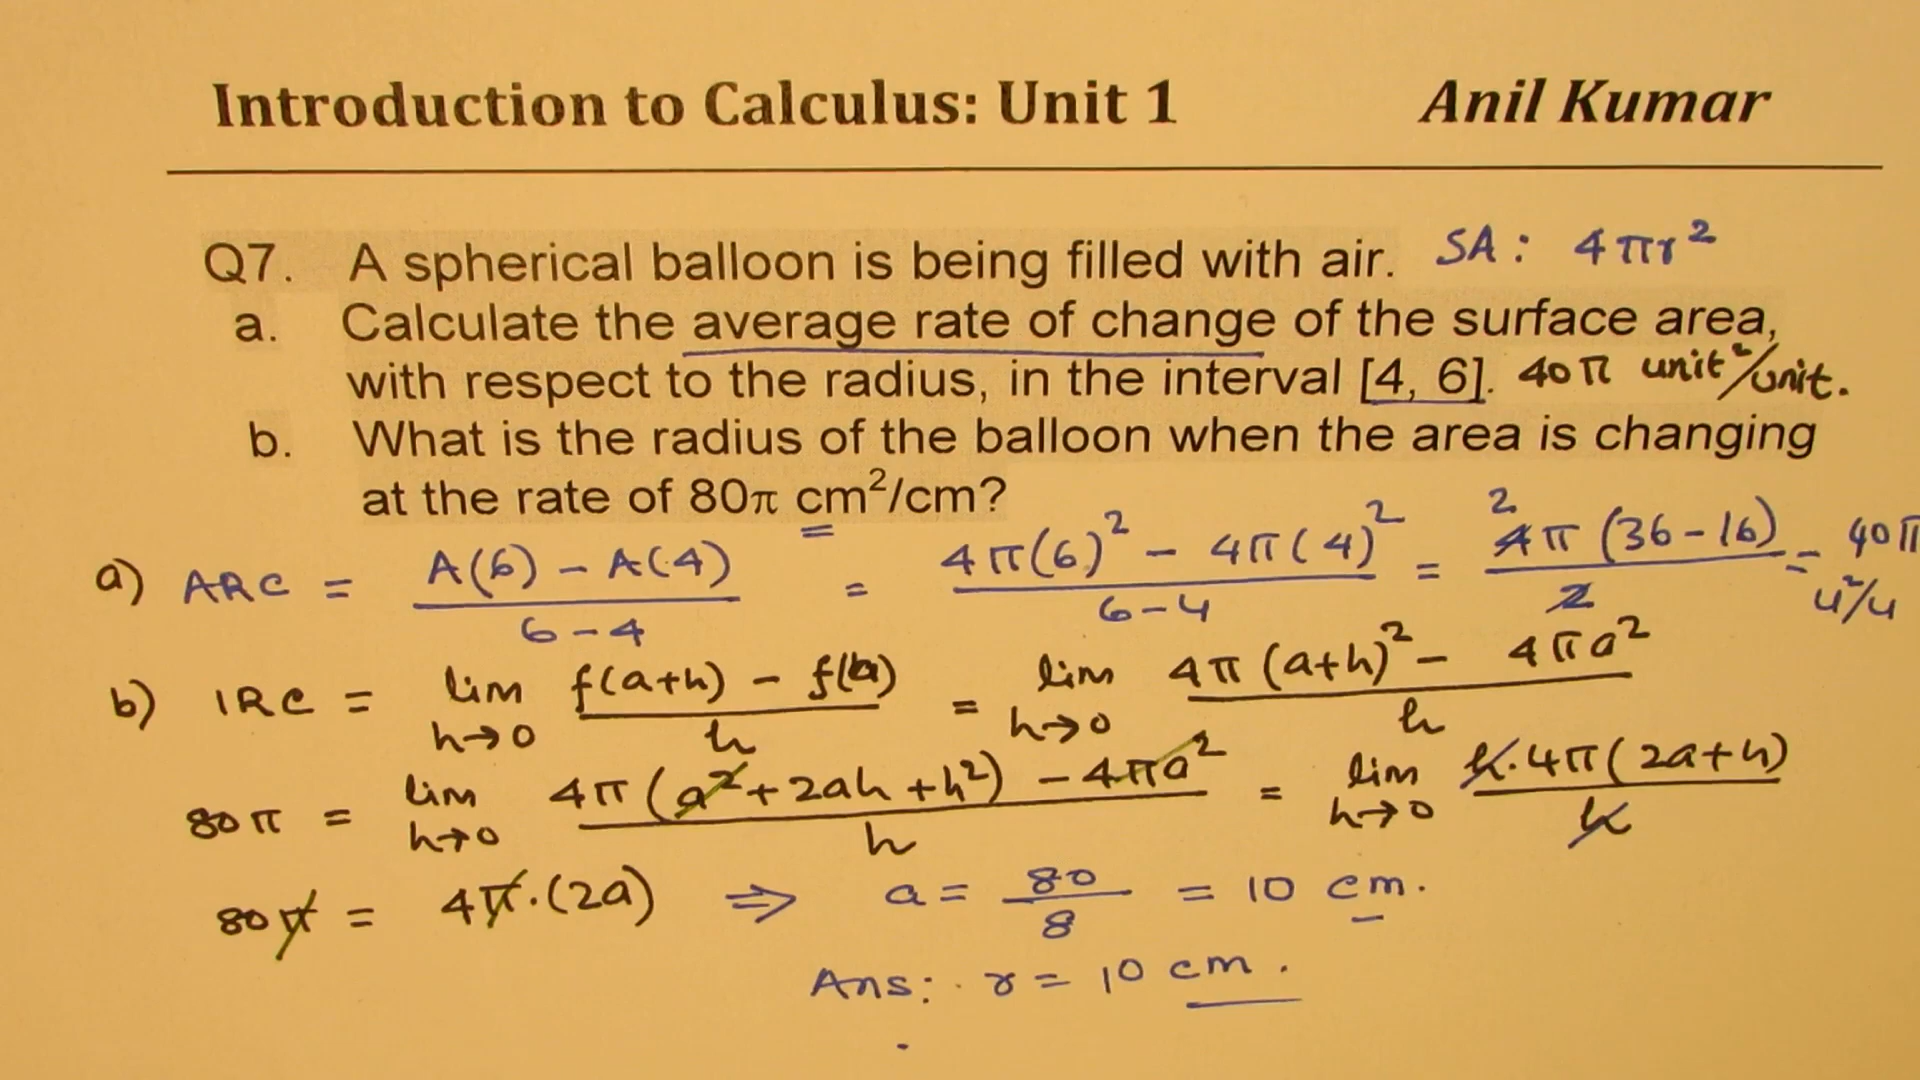 Introduction to Calculus: Unit 1 Anil Kumar
Q7. A spherical balloon is being filled with air. SA: 4πr²
a. Calculate the average rate of change of the surface area,
with respect to the radius, in the interval [4, 6]. 40π unit²/unit.
b. What is the radius of the balloon when the area is changing
at the rate of 80π cm²/cm?
a) ARC = (A(6) − A(4))/(6−4) = (4π(6)² − 4π(4)²)/(6−4) = (4π(36−16))/2 2 = 40π u²/u
b) IRC = lim h→0 (f(a+h) − f(a))/h = lim h→0 (4π(a+h)² − 4πa²)/h
80π = lim h→0 (4π(a²+2ah+h²) − 4πa²)/h = lim h→0 (h·4π(2a+h))/h
80π = 4π·(2a) ⇒ a = 80/8 = 10 cm.
Ans: r = 10 cm.